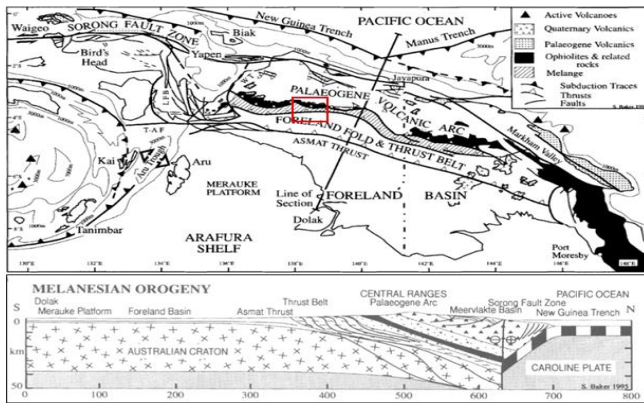 PACIFIC OCEAN
Waigeo
SORONG FAULT ZONE
New Guinea Trench
Biak
Manus Trench
Bird's
Head
Yapen
Jayapura
Active Volcanoes
Quaternary Volcanics
Palaeogene Volcanics
Ophiolites & related
rocks
Melange
Subduction Traces
Thrusts
Faults
S. Baker 1995
LFB
PALAEOGENE VOLCANIC ARC
FORELAND FOLD & THRUST BELT
ASMAT THRUST
Markham Valley
T-A-F
Kai
Aru Trough
Aru
MERAUKE
PLATFORM
Line of
Section
FORELAND BASIN
Dolak
Tanimbar
ARAFURA
SHELF
Port
Moresby
MELANESIAN OROGENY
S
Dolak
Merauke Platform
Foreland Basin
Asmat Thrust
Thrust Belt
CENTRAL RANGES
Palaeogene Arc
Meervlakte Basin
Sorong Fault Zone
New Guinea Trench
PACIFIC OCEAN
N
0
km
50
AUSTRALIAN CRATON
CAROLINE PLATE
S. Baker 1995
0 100 200 300 400 500 600 700 800